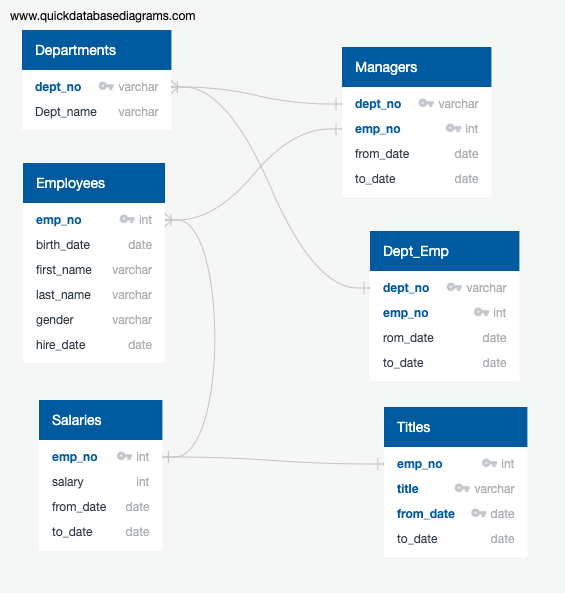 www.quickdatabasediagrams.com
Departments
dept_no varchar
Dept_name varchar
Managers
dept_no varchar
emp_no int
from_date date
to_date date
Employees
emp_no int
birth_date date
first_name varchar
last_name varchar
gender varchar
hire_date date
Dept_Emp
dept_no varchar
emp_no int
rom_date date
to_date date
Salaries
emp_no int
salary int
from_date date
to_date date
Titles
emp_no int
title varchar
from_date date
to_date date